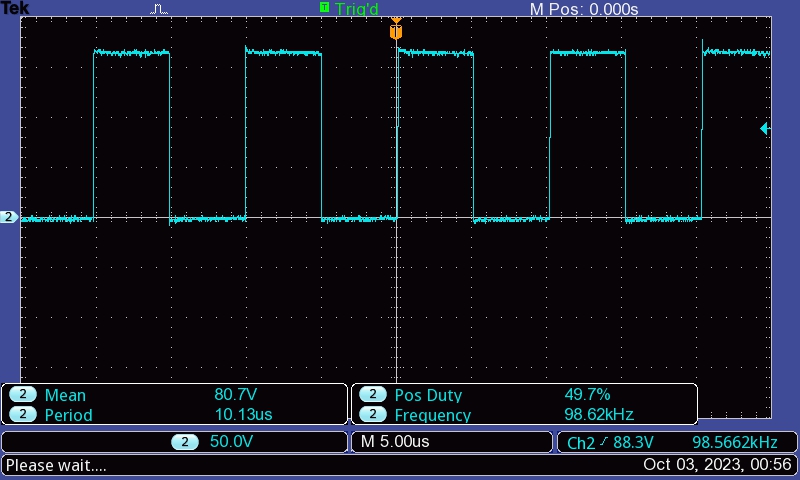 Tek T Trig'd M Pos: 0.000s
T
2
2 Mean 80.7V 2 Pos Duty 49.7%
2 Period 10.13us 2 Frequency 98.62kHz
2 50.0V M 5.00us Ch2 88.3V 98.5662kHz
Please wait.... Oct 03, 2023, 00:56